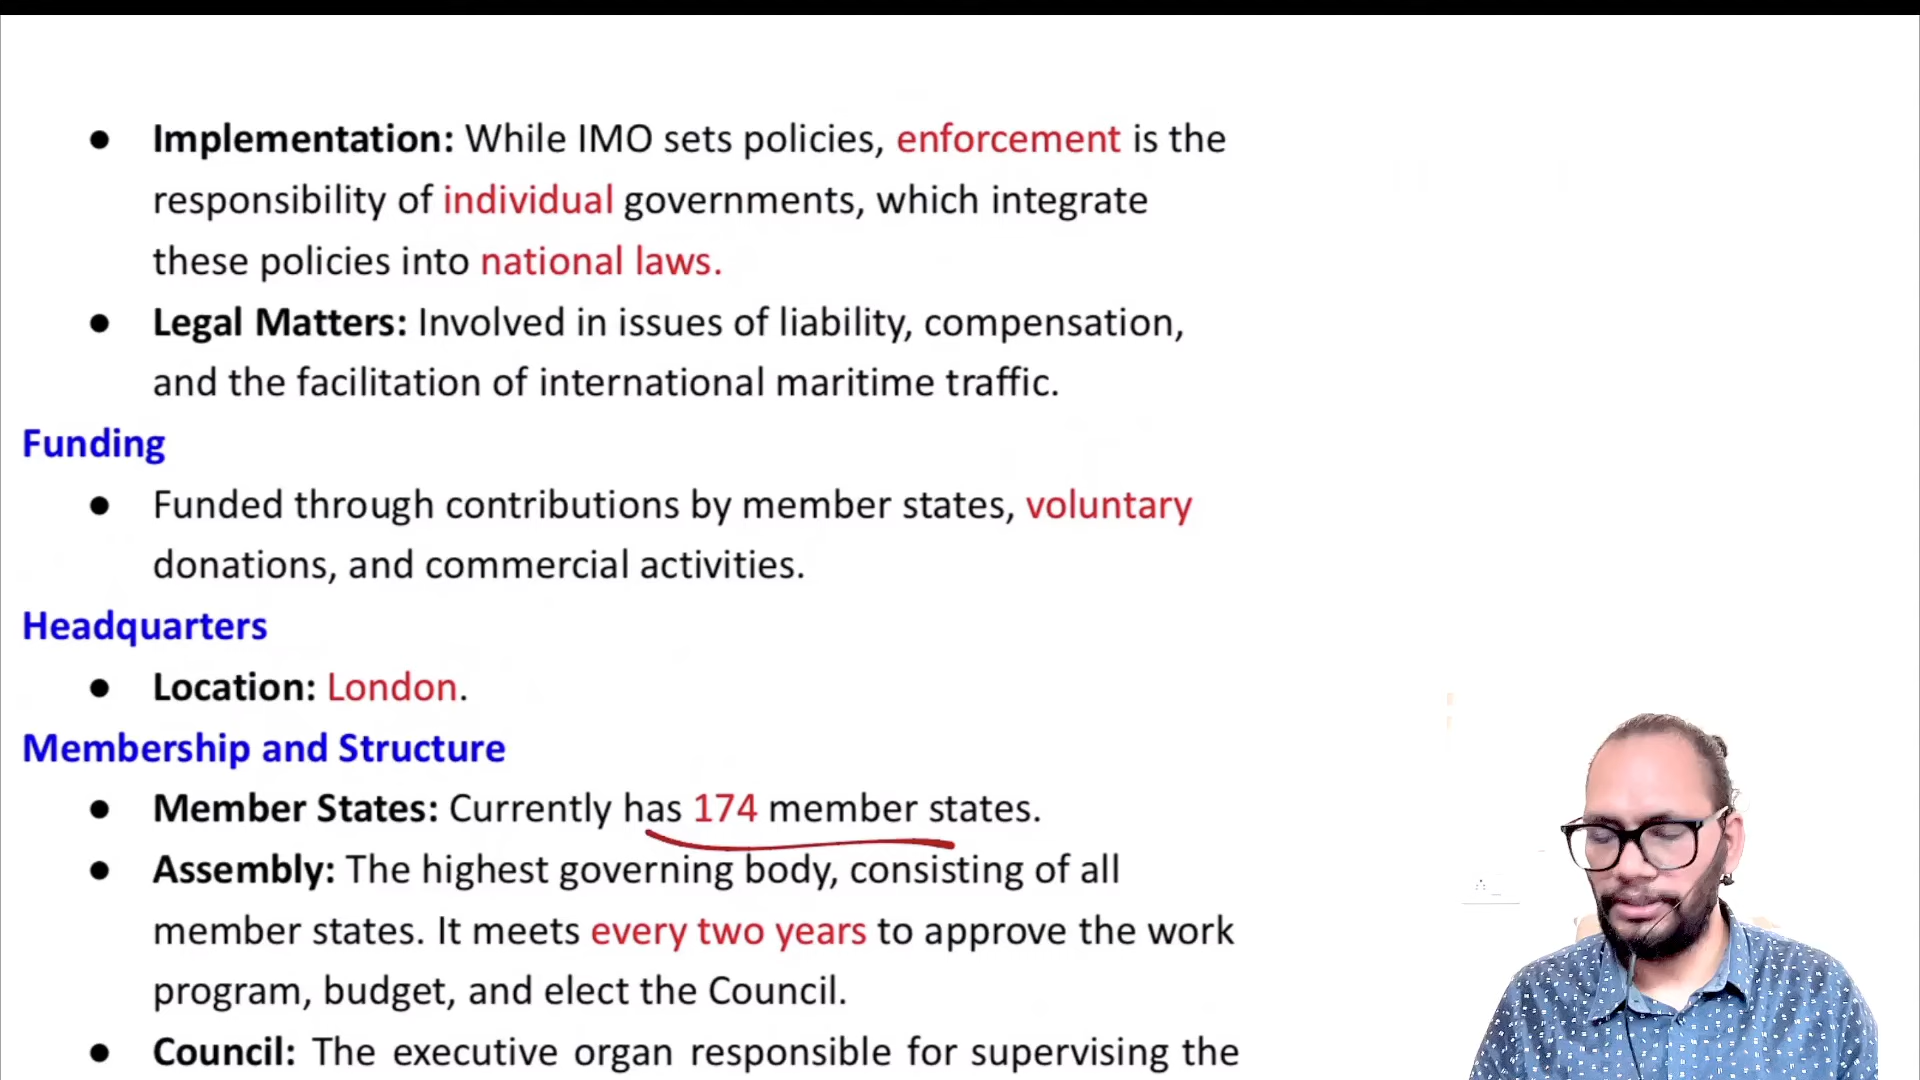 ● Implementation: While IMO sets policies, enforcement is the
responsibility of individual governments, which integrate
these policies into national laws.
● Legal Matters: Involved in issues of liability, compensation,
and the facilitation of international maritime traffic.
Funding
● Funded through contributions by member states, voluntary
donations, and commercial activities.
Headquarters
● Location: London.
Membership and Structure
● Member States: Currently has 174 member states.
● Assembly: The highest governing body, consisting of all
member states. It meets every two years to approve the work
program, budget, and elect the Council.
● Council: The executive organ responsible for supervising the